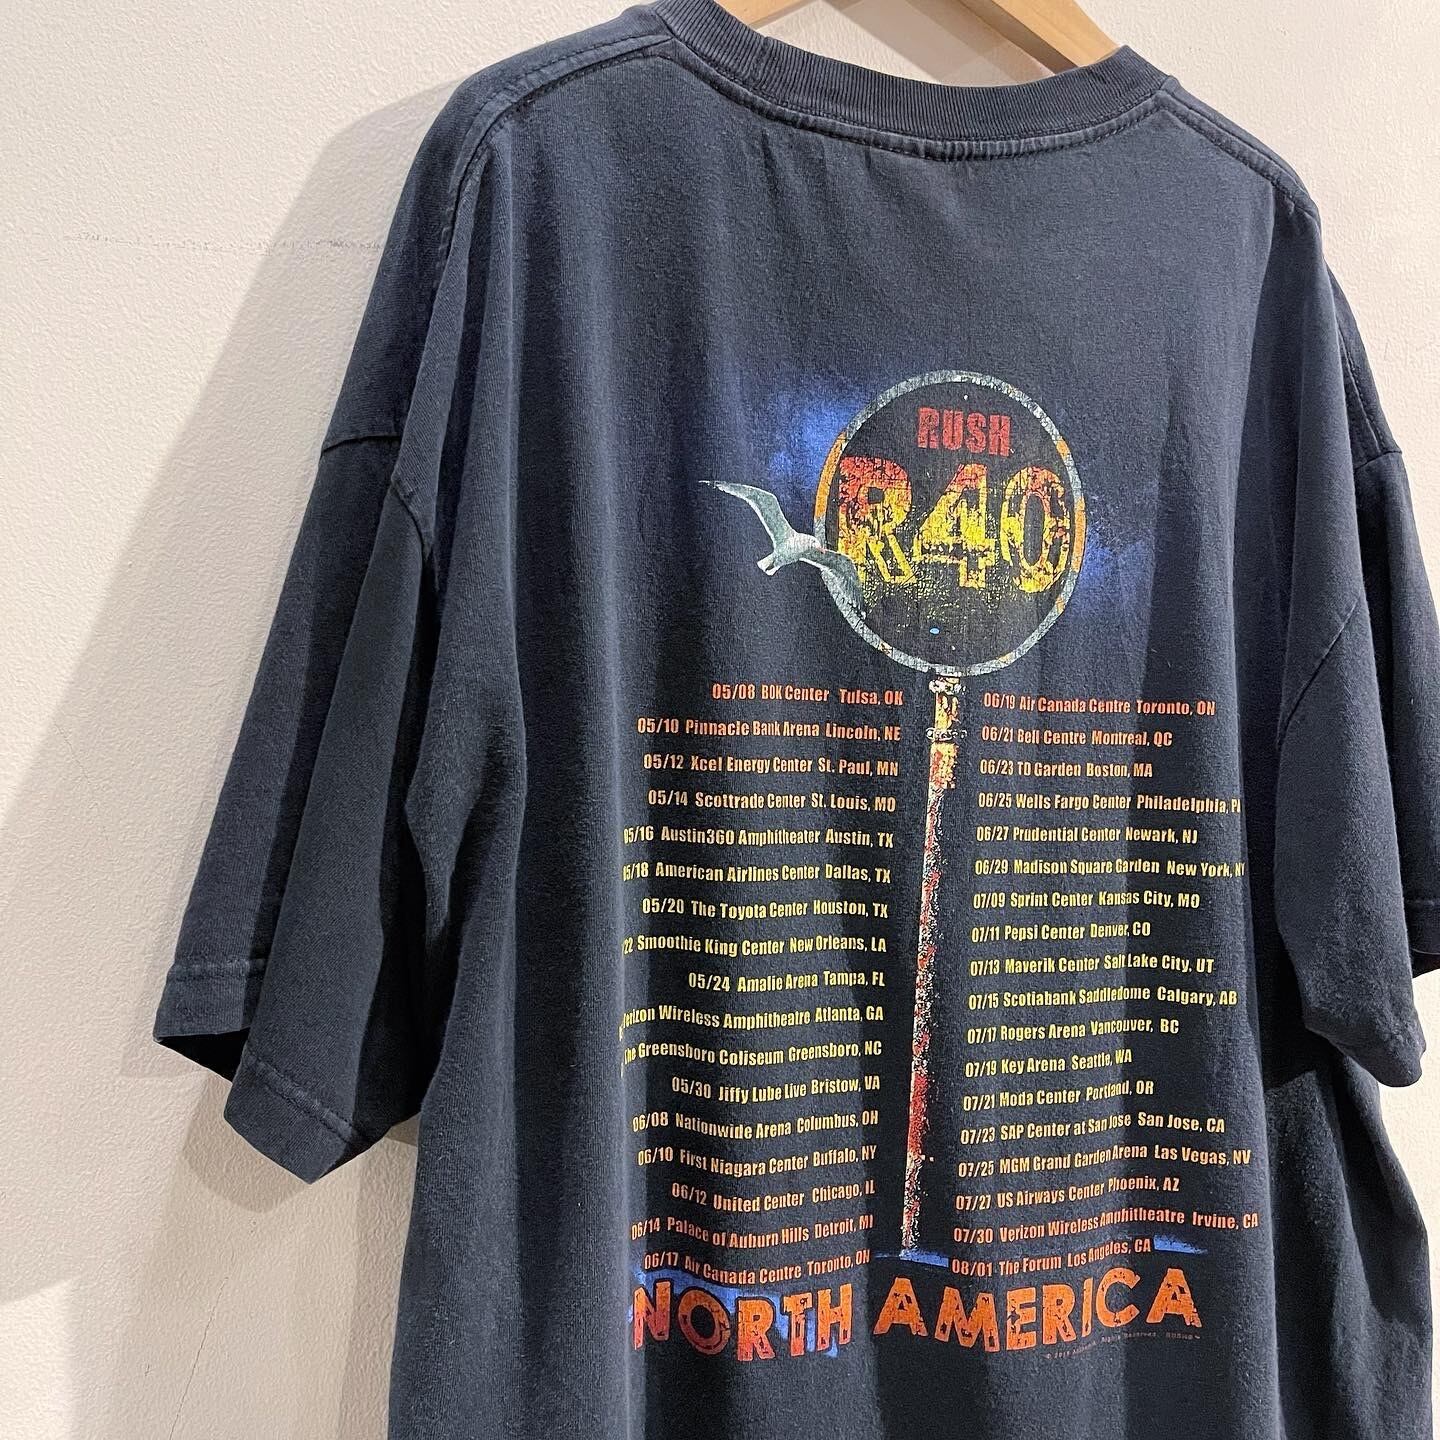 RUSH
R40
05/08 BOK Center Tulsa, OK
05/10 Pinnacle Bank Arena Lincoln, NE
05/12 Xcel Energy Center St. Paul, MN
05/14 Scottrade Center St. Louis, MO
05/16 Austin360 Amphitheater Austin, TX
05/18 American Airlines Center Dallas, TX
05/20 The Toyota Center Houston, TX
22 Smoothie King Center New Orleans, LA
05/24 Amalie Arena Tampa, FL
Verizon Wireless Amphitheatre Atlanta, GA
The Greensboro Coliseum Greensboro, NC
05/30 Jiffy Lube Live Bristow, VA
06/08 Nationwide Arena Columbus, OH
06/10 First Niagara Center Buffalo, NY
06/12 United Center Chicago, IL
06/14 Palace of Auburn Hills Detroit, MI
06/17 Air Canada Centre Toronto, ON
06/19 Air Canada Centre Toronto, ON
06/21 Bell Centre Montreal, QC
06/23 TD Garden Boston, MA
06/25 Wells Fargo Center Philadelphia, PA
06/27 Prudential Center Newark, NJ
06/29 Madison Square Garden New York, NY
07/09 Sprint Center Kansas City, MO
07/11 Pepsi Center Denver, CO
07/13 Maverik Center Salt Lake City, UT
07/15 Scotiabank Saddledome Calgary, AB
07/17 Rogers Arena Vancouver, BC
07/19 Key Arena Seattle, WA
07/21 Moda Center Portland, OR
07/23 SAP Center at San Jose San Jose, CA
07/25 MGM Grand Garden Arena Las Vegas, NV
07/27 US Airways Center Phoenix, AZ
07/30 Verizon Wireless Amphitheatre Irvine, CA
08/01 The Forum Los Angeles, CA
NORTH AMERICA